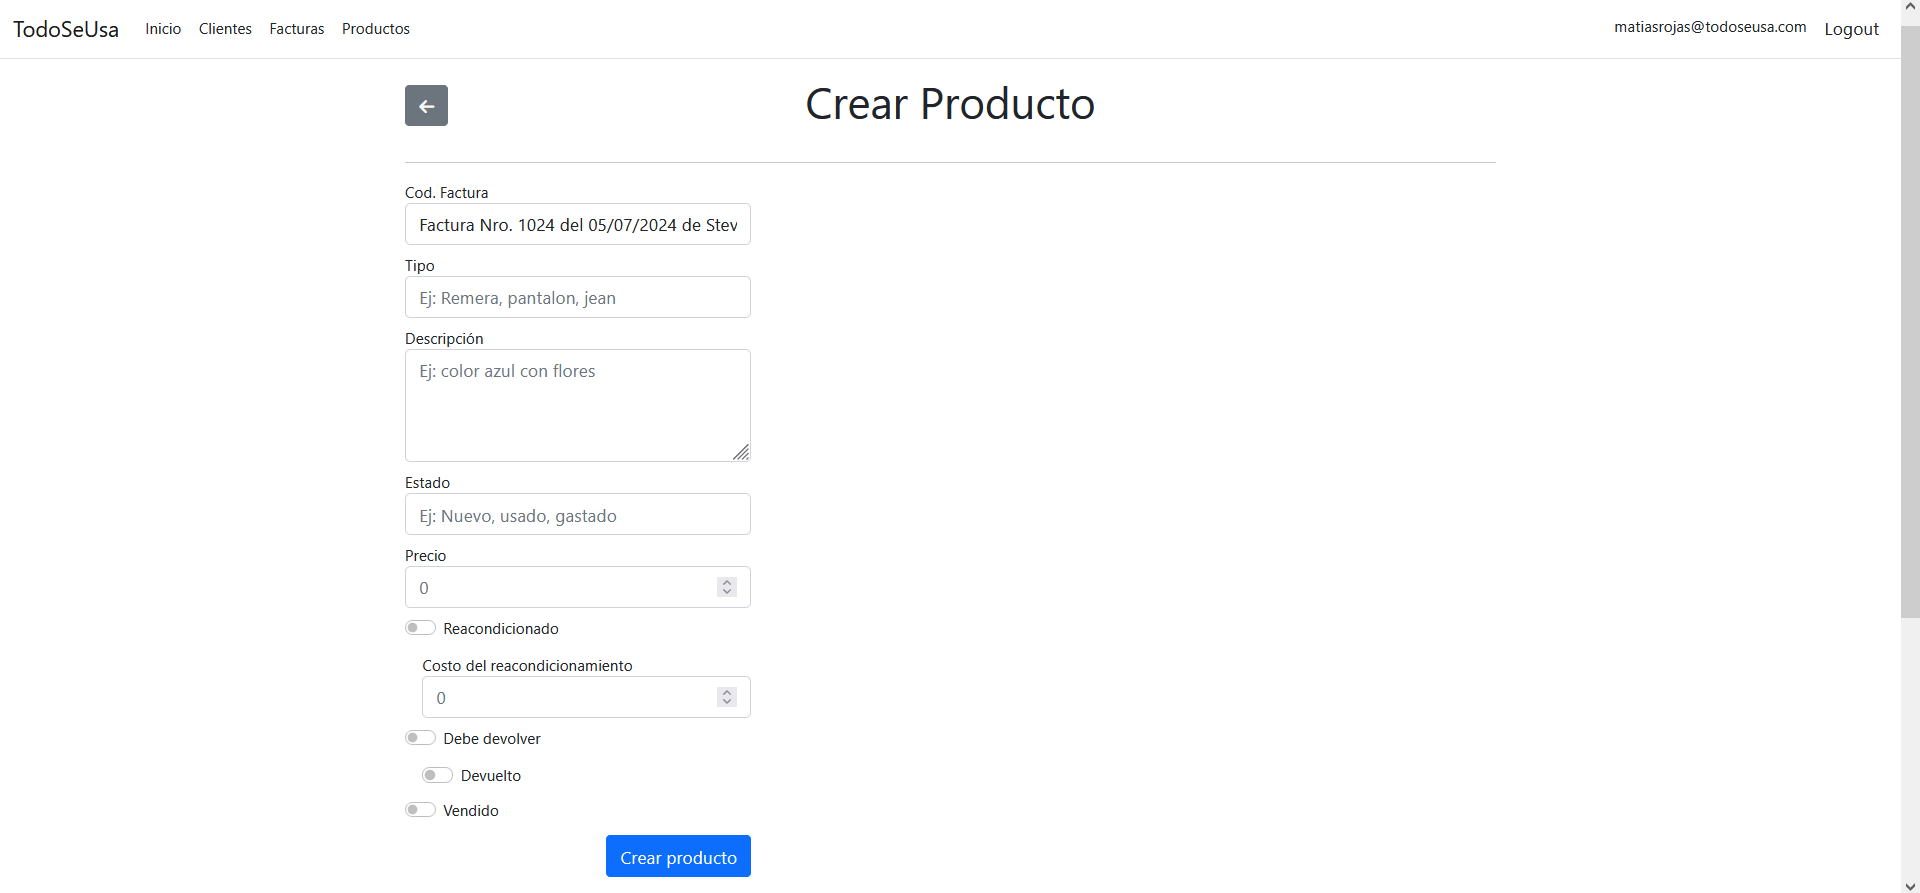 TodoSeUsa Inicio Clientes Facturas Productos matiasrojas@todoseusa.com Logout
Crear Producto
Cod. Factura
Factura Nro. 1024 del 05/07/2024 de Stev
Tipo
Ej: Remera, pantalon, jean
Descripción
Ej: color azul con flores
Estado
Ej: Nuevo, usado, gastado
Precio
0
Reacondicionado
Costo del reacondicionamiento
0
Debe devolver
Devuelto
Vendido
Crear producto